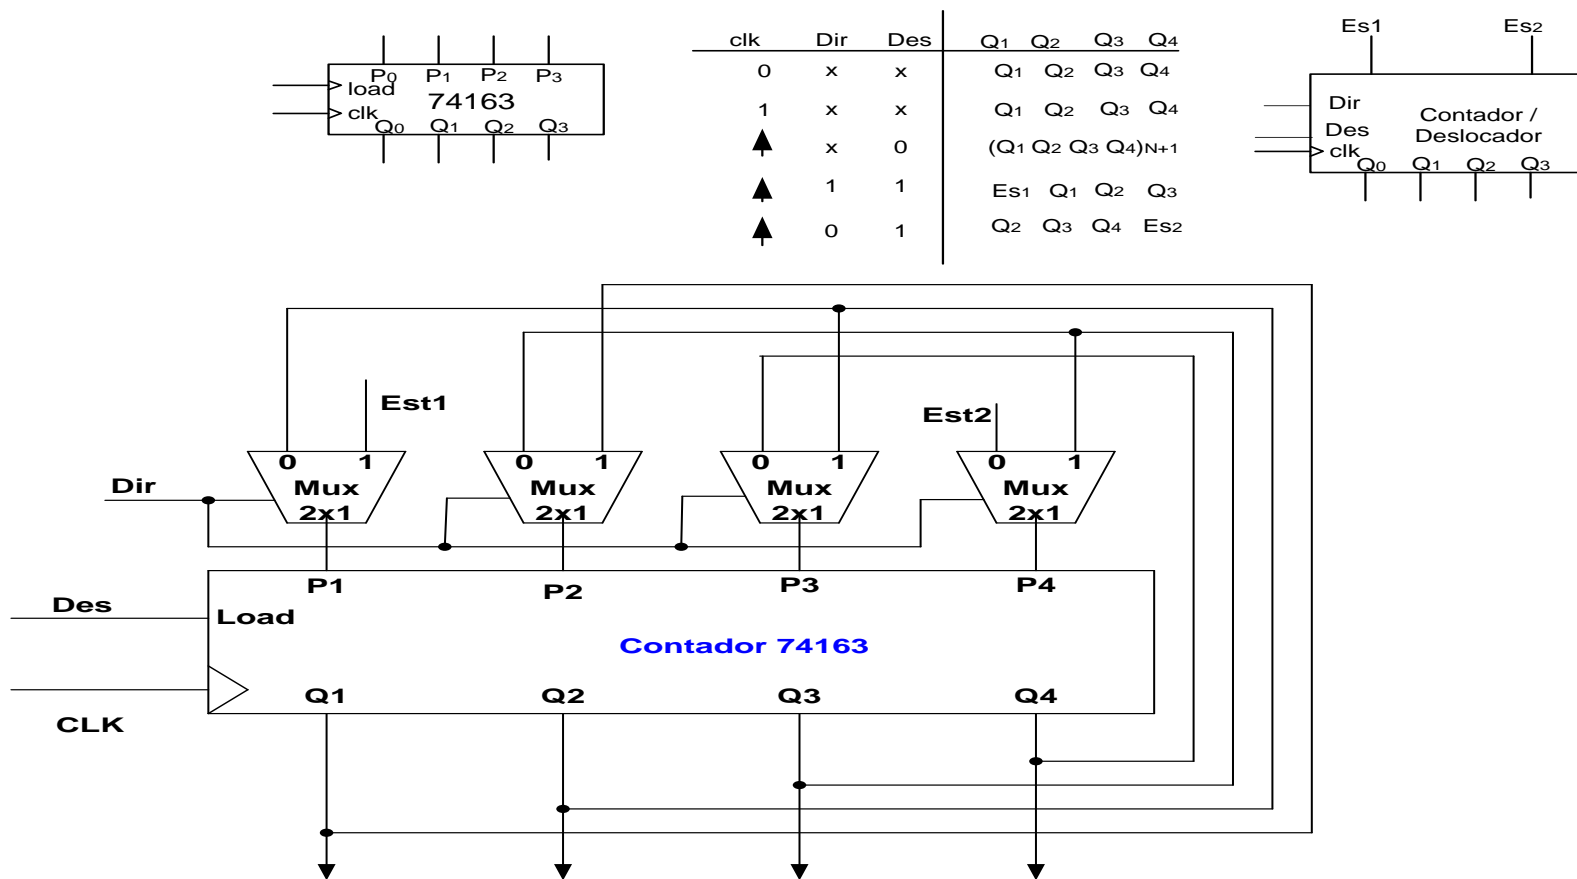 P0 P1 P2 P3
load
74163
clk
Q0 Q1 Q2 Q3
clk Dir Des Q1 Q2 Q3 Q4
0 x x Q1 Q2 Q3 Q4
1 x x Q1 Q2 Q3 Q4
x 0 (Q1 Q2 Q3 Q4)N+1
1 1 Es1 Q1 Q2 Q3
0 1 Q2 Q3 Q4 Es2
Es1 Es2
Dir
Contador /
Deslocador
Des
clk
Q0 Q1 Q2 Q3
Est1
Est2
0 1 0 1 0 1 0 1
Dir
Mux Mux Mux Mux
2x1 2x1 2x1 2x1
P1 P2 P3 P4
Des
Load
Contador 74163
Q1 Q2 Q3 Q4
CLK